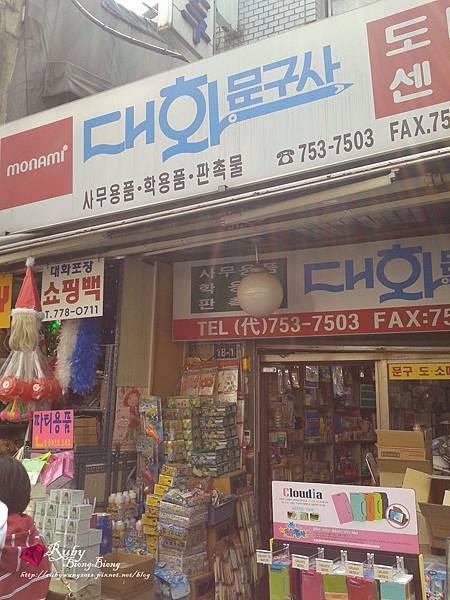 monami
대화 문구사
도
센
사무용품·학용품·판촉물
☎753-7503 FAX.75
대화포장
쇼핑백
T.778-0711
사무용
학용
판촉
대화문
TEL (代)753-7503 FAX:75
18-1
문구 도·소매
파티용품
Cloudia
Ruby
Biong-Biong